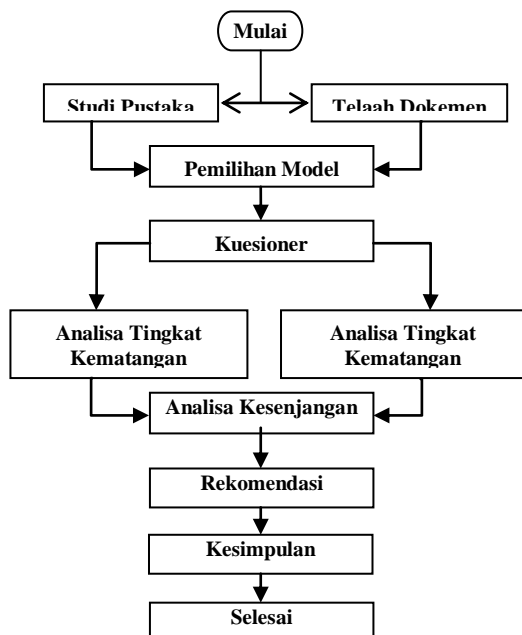 Mulai
Studi Pustaka
Telaah Dokemen
Pemilihan Model
Kuesioner
Analisa Tingkat
Kematangan
Analisa Tingkat
Kematangan
Analisa Kesenjangan
Rekomendasi
Kesimpulan
Selesai